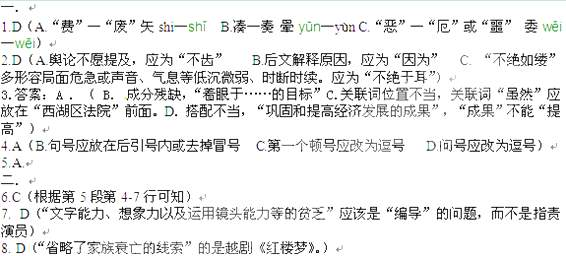 一．
1.D（A.“费”一“废”矢 shi—shī　B.凑一奏 晕 yūn—yùn C.“恶”一“厄”或“噩”　委 wēi
—wěi）
1.D（A 舆论不愿提及，应为“不齿”　B.后文解释原因，应为“因为”　C. “不绝如缕”
多形容局面危急或声音、气息等低沉微弱、时断时续。应为“不绝于耳”）
3.答案：A．（ B．成分残缺，“着眼于……的目标”C.关联词位置不当，关联词“虽然”应
放在“西湖区法院”前面。D．搭配不当，“巩固和提高经济发展的成果”，“成果”不能“提
高”）
4.A（B.句号应放在后引号内或去掉冒号　C.第一个顿号应改为逗号　D.问号应改为逗号）
5.A.
二．
6.C（根据第 5 段第 4-7 行可知）
7. D（“文字能力、想象力以及运用镜头能力等的贫乏”应该是“编导”的问题，而不是指责
演员）
8. D（“省略了家族衰亡的线索”的是越剧《红楼梦》。）